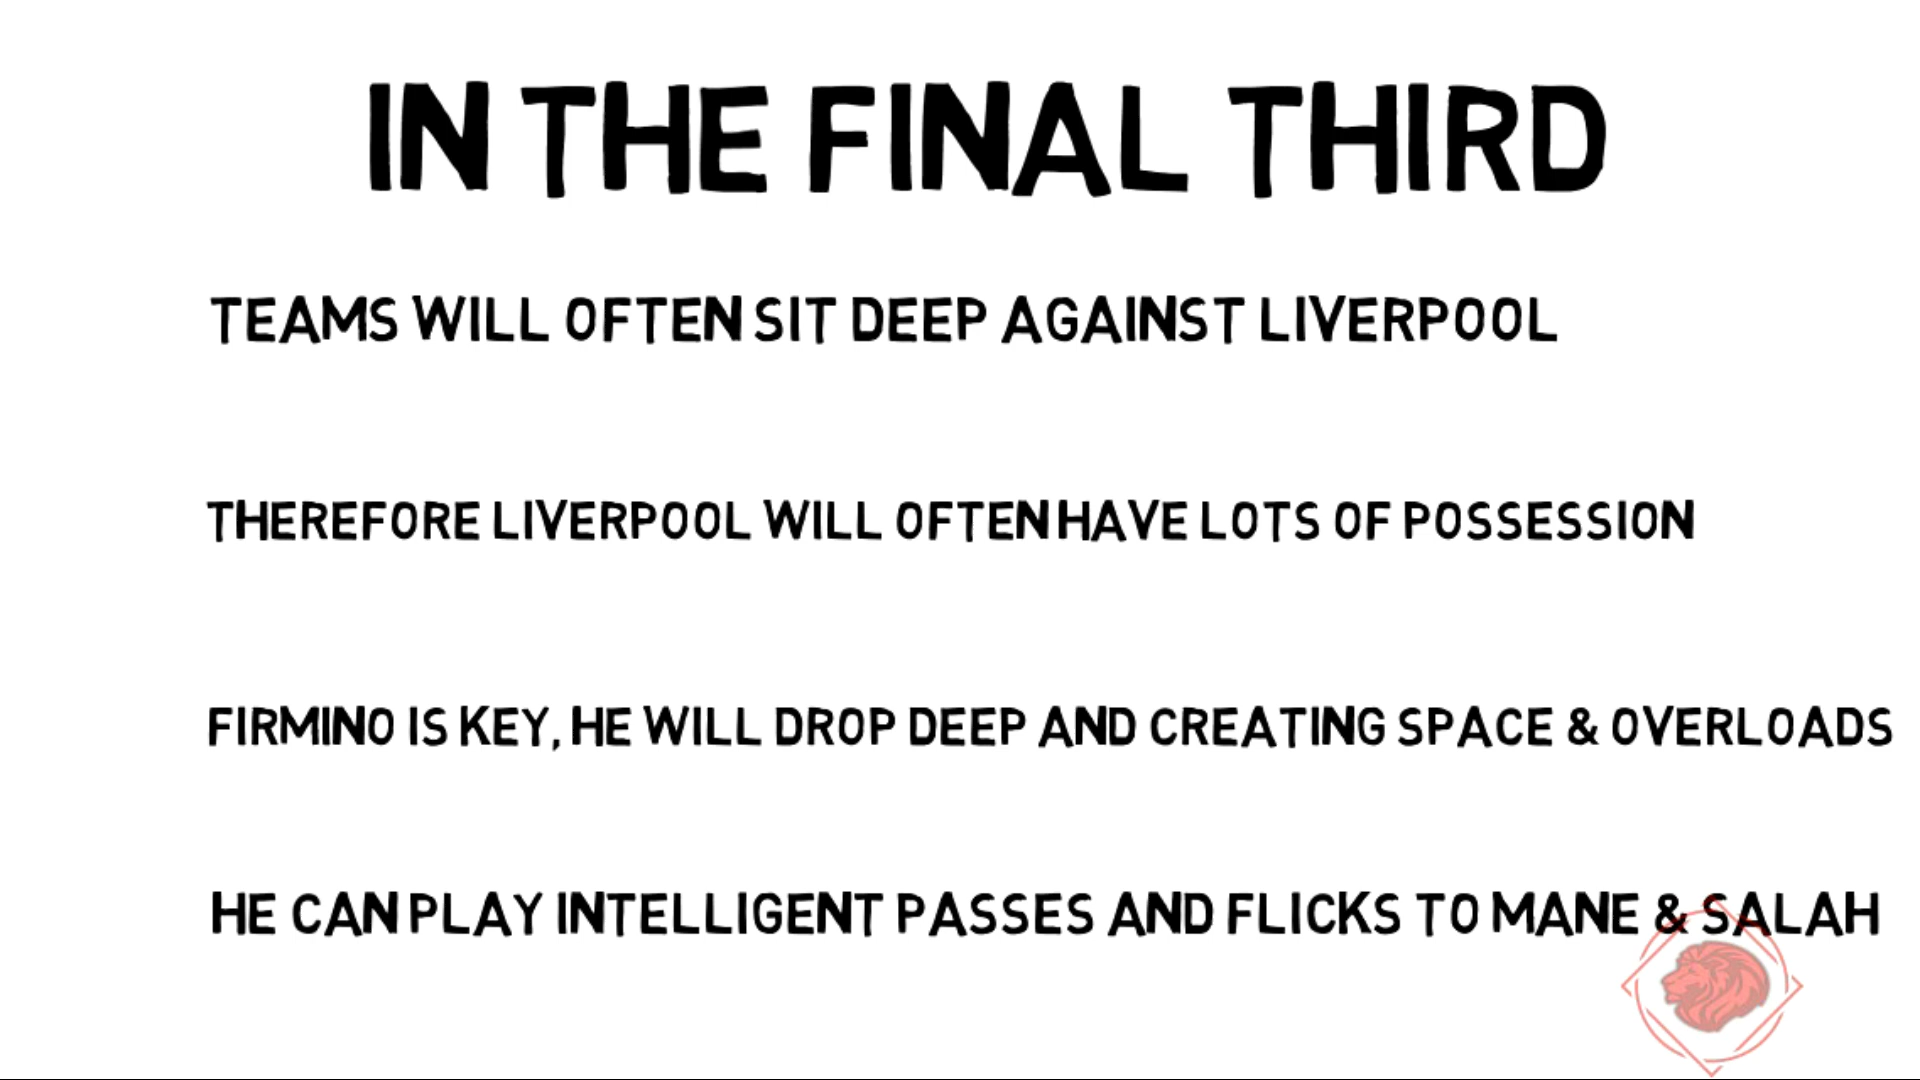 IN THE FINAL THIRD
TEAMS WILL OFTEN SIT DEEP AGAINST LIVERPOOL
THEREFORE LIVERPOOL WILL OFTEN HAVE LOTS OF POSSESSION
FIRMINO IS KEY, HE WILL DROP DEEP AND CREATING SPACE & OVERLOADS
HE CAN PLAY INTELLIGENT PASSES AND FLICKS TO MANE & SALAH